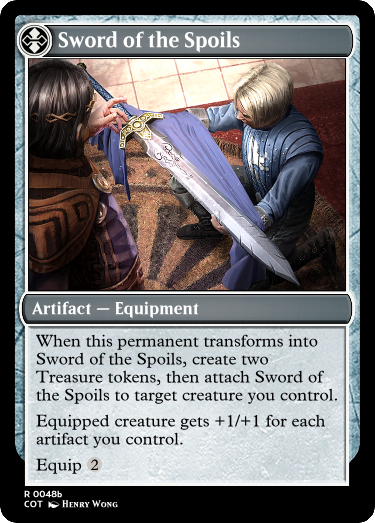 Sword of the Spoils
Artifact — Equipment
When this permanent transforms into
Sword of the Spoils, create two
Treasure tokens, then attach Sword of
the Spoils to target creature you control.
Equipped creature gets +1/+1 for each
artifact you control.
Equip 2
R 0048b
COT Henry Wong